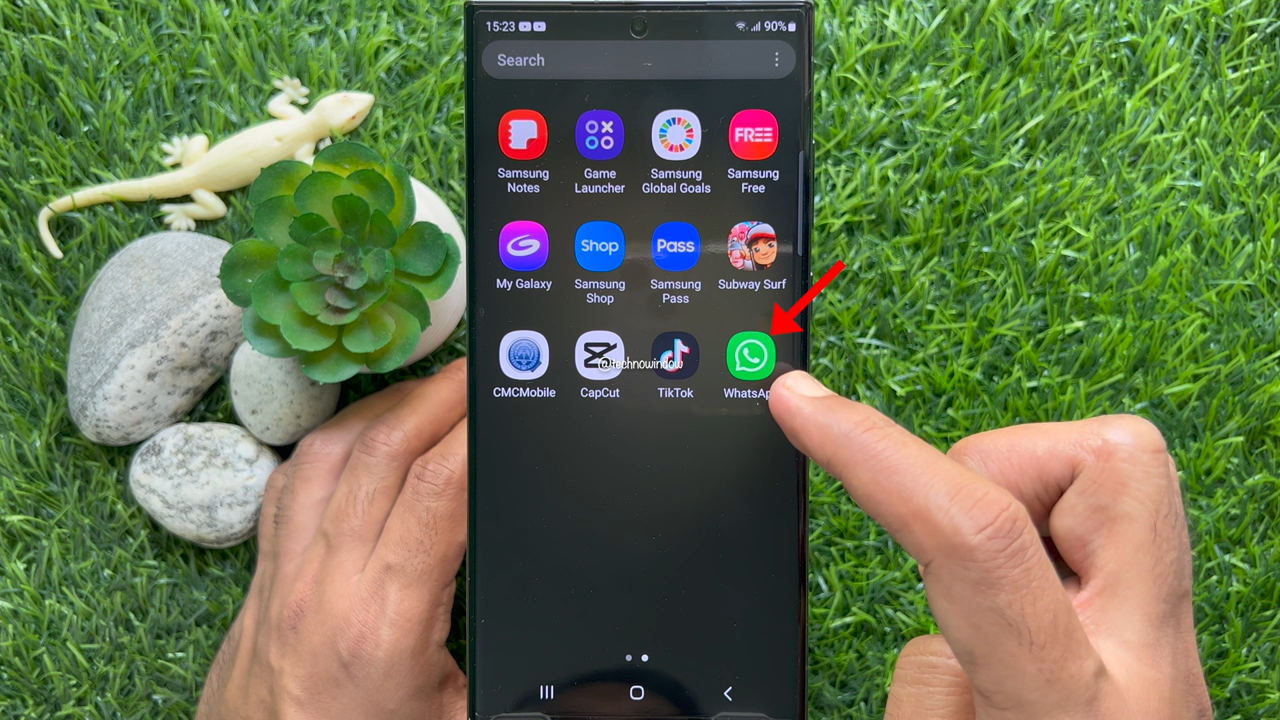 15:23
90%
Search
FREE
Samsung Notes
Game Launcher
Samsung Global Goals
Samsung Free
Shop
Pass
My Galaxy
Samsung Shop
Samsung Pass
Subway Surf
@technowindow
CMCMobile
CapCut
TikTok
WhatsAp